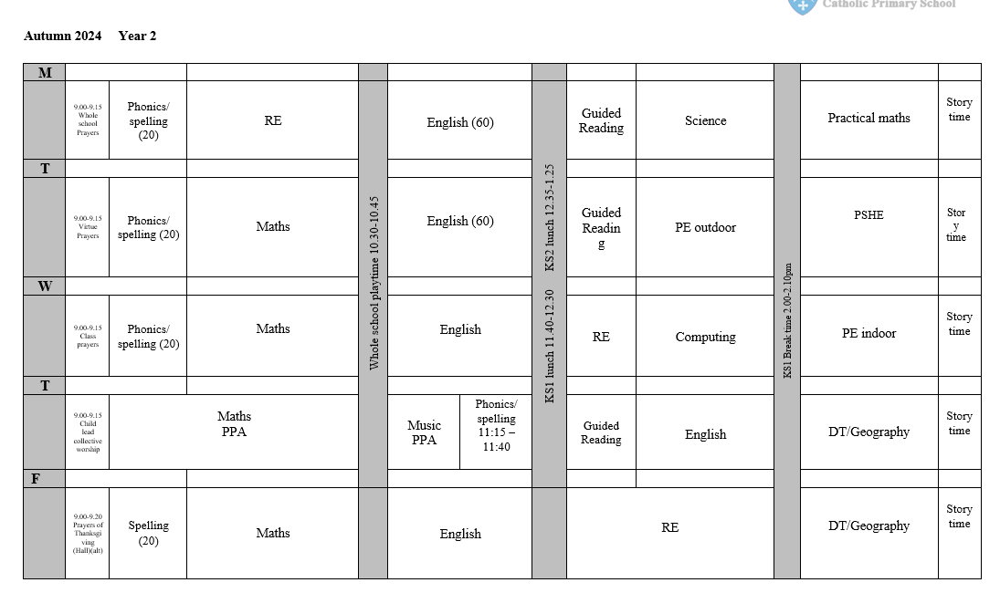 Catholic Primary School
Autumn 2024 Year 2
M
9.00-9.15
Whole
school
Prayers
Phonics/
spelling
(20)
RE
English (60)
Guided
Reading
Science
Practical maths
Story
time
T
9.00-9.15
Virtue
Prayers
Phonics/
spelling (20)
Maths
English (60)
Guided
Readin
g
PE outdoor
PSHE
Stor
y
time
W
9.00-9.15
Class
prayers
Phonics/
spelling (20)
Maths
English
RE
Computing
PE indoor
Story
time
T
9.00-9.15
Child
lead
collective
worship
Maths
PPA
Music
PPA
Phonics/
spelling
11:15 –
11:40
Guided
Reading
English
DT/Geography
Story
time
F
9.00-9.20
Prayers of
Thanksgi
ving
(Hall)(alt)
Spelling
(20)
Maths
English
RE
DT/Geography
Story
time
Whole school playtime 10.30-10.45
KS1 lunch 11.40-12.30 KS2 lunch 12.35-1.25
KS1 Break time 2.00-2.10pm